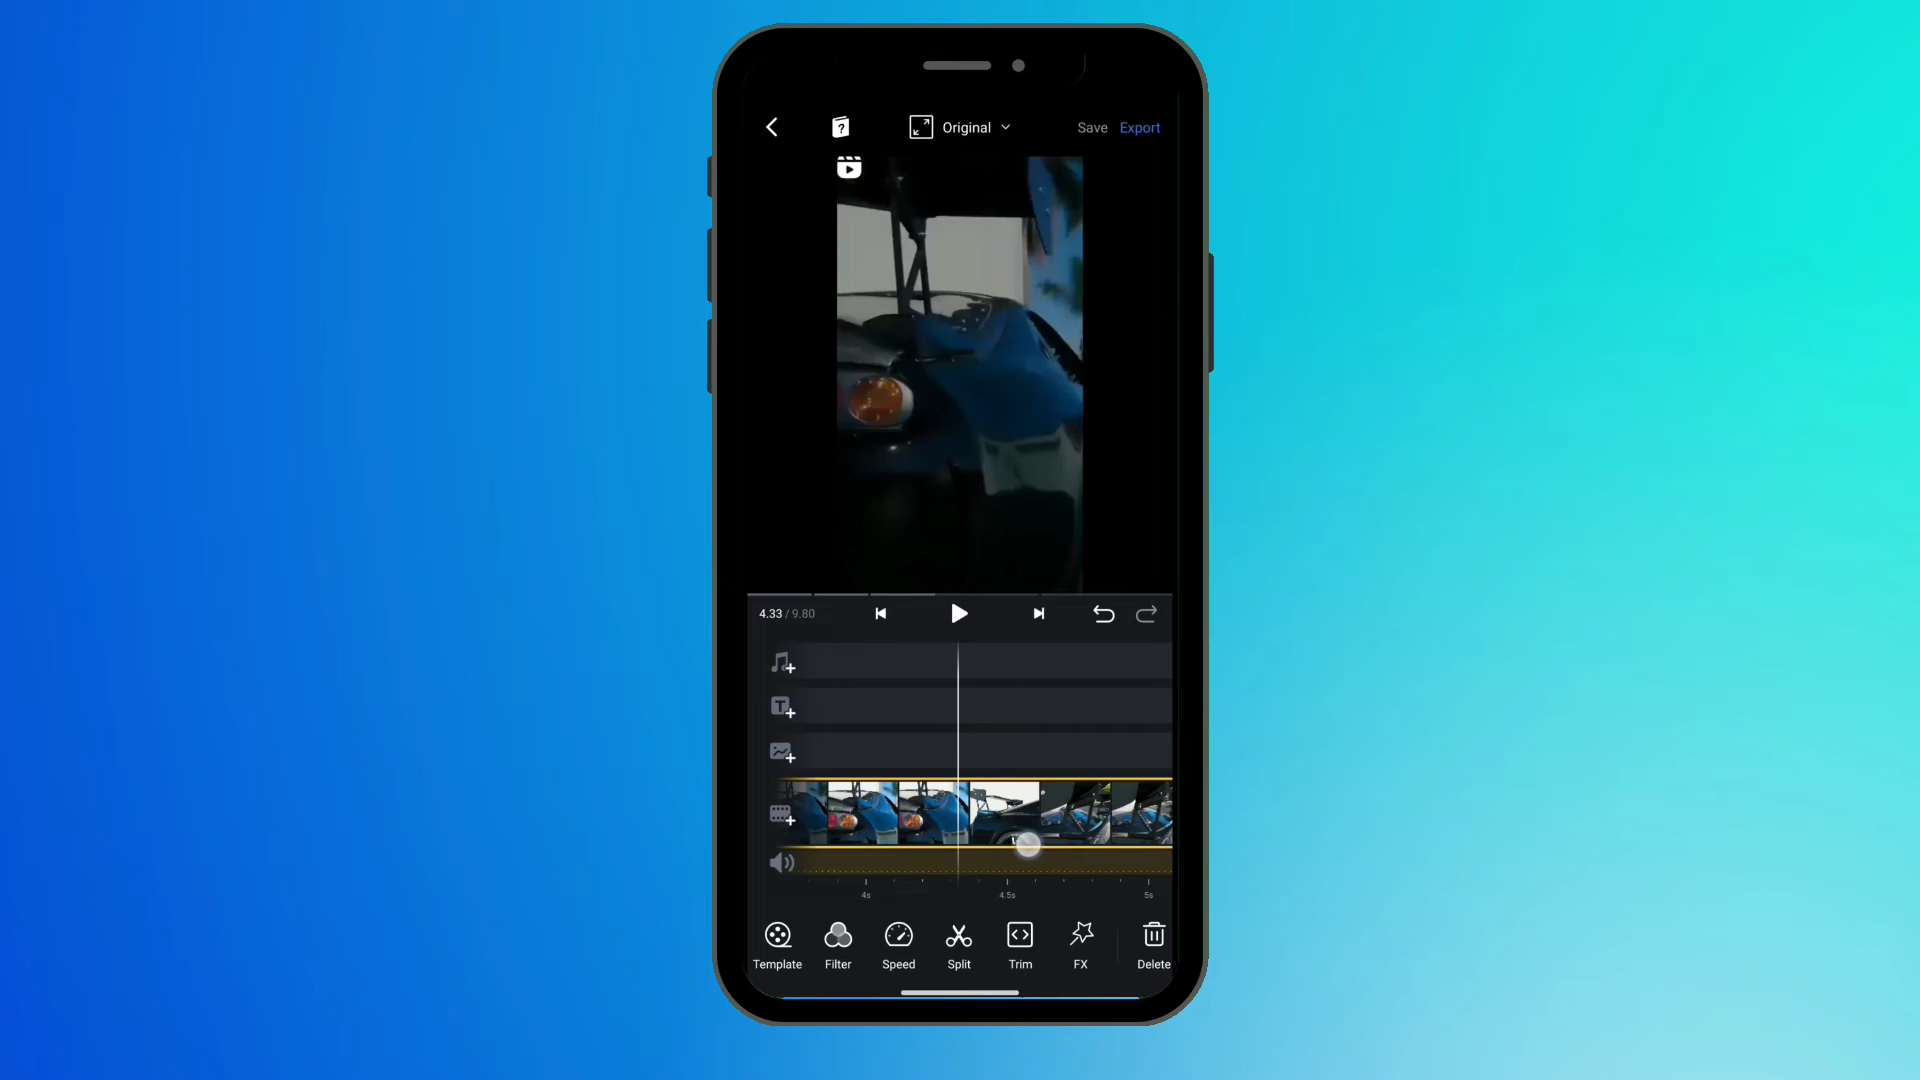 Original
Save Export
4.33 / 9.80
4s 4.5s 5s
Template Filter Speed Split Trim FX Delete